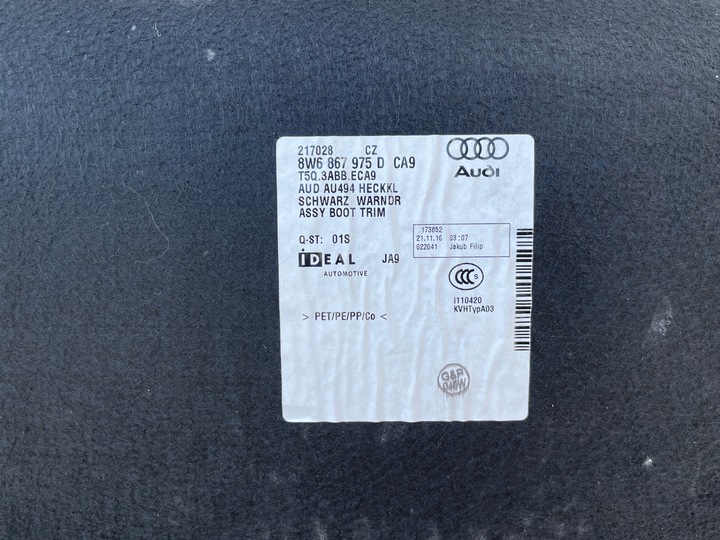 217028 CZ
8W6 867 975 D CA9
T5Q.3ABB.ECA9
AUD AU494 HECKKL
SCHWARZ WARNDR
ASSY BOOT TRIM
Audi
Q-ST: 01S
173852
21.11.16 03:07
022041 Jakub Filip
IDEAL JA9
AUTOMOTIVE
CCC S
I110420
KVHTypA03
> PET/PE/PP/Co <
G&P